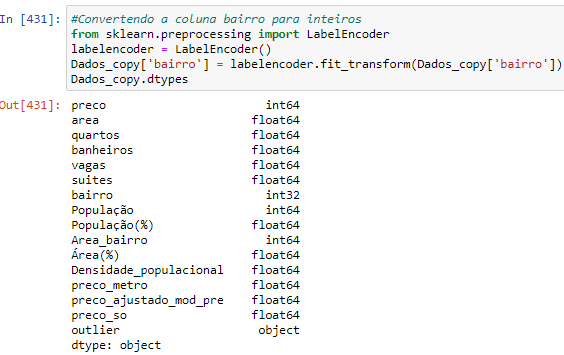 In [431]: #Convertendo a coluna bairro para inteiros
from sklearn.preprocessing import LabelEncoder
labelencoder = LabelEncoder()
Dados_copy['bairro'] = labelencoder.fit_transform(Dados_copy['bairro'])
Dados_copy.dtypes
Out[431]: preco int64
area float64
quartos float64
banheiros float64
vagas float64
suites float64
bairro int32
População int64
População(%) float64
Area_bairro int64
Área(%) float64
Densidade_populacional float64
preco_metro float64
preco_ajustado_mod_pre float64
preco_so float64
outlier object
dtype: object